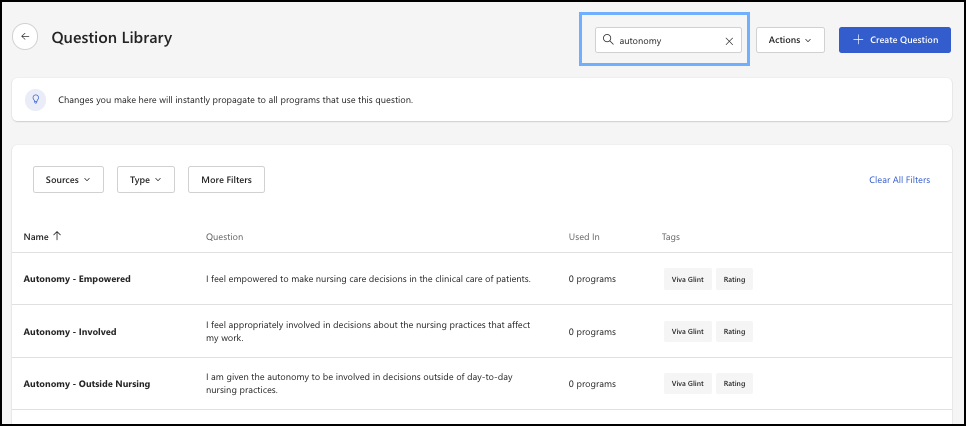 Question Library
autonomy
Actions
Create Question
Changes you make here will instantly propagate to all programs that use this question.
Sources
Type
More Filters
Clear All Filters
Name
Question
Used In
Tags
Autonomy - Empowered
I feel empowered to make nursing care decisions in the clinical care of patients.
0 programs
Viva Glint
Rating
Autonomy - Involved
I feel appropriately involved in decisions about the nursing practices that affect
my work.
0 programs
Viva Glint
Rating
Autonomy - Outside Nursing
I am given the autonomy to be involved in decisions outside of day-to-day
nursing practices.
0 programs
Viva Glint
Rating